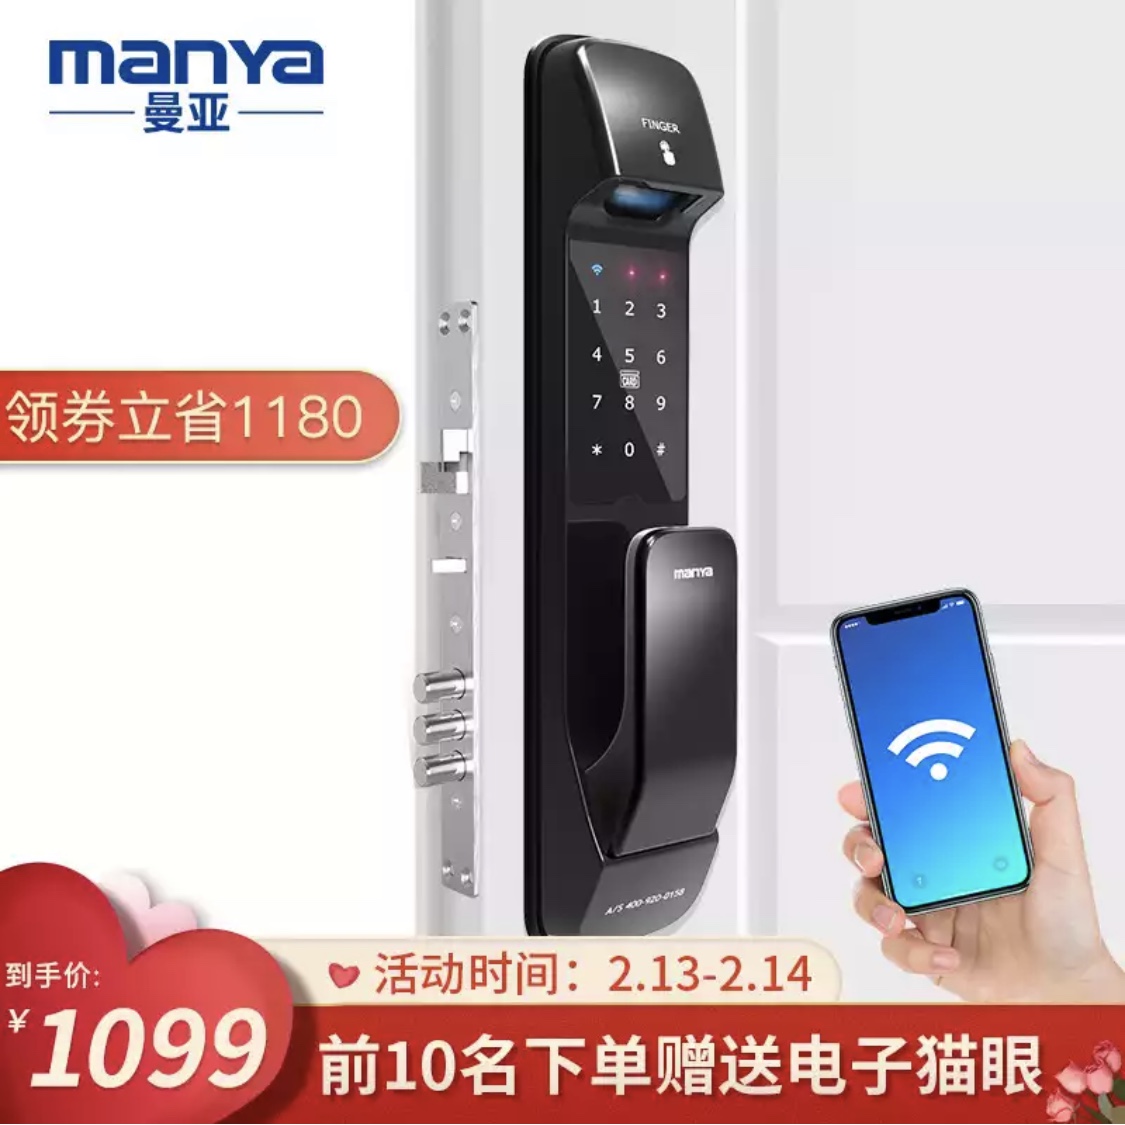 manya
曼亚
FINGER
领券立省1180
1 2 3
4 5 6
CARD
7 8 9
* 0 #
manya
A/S 400-920-0158
活动时间：2.13-2.14
到手价:
¥1099
前10名下单赠送电子猫眼